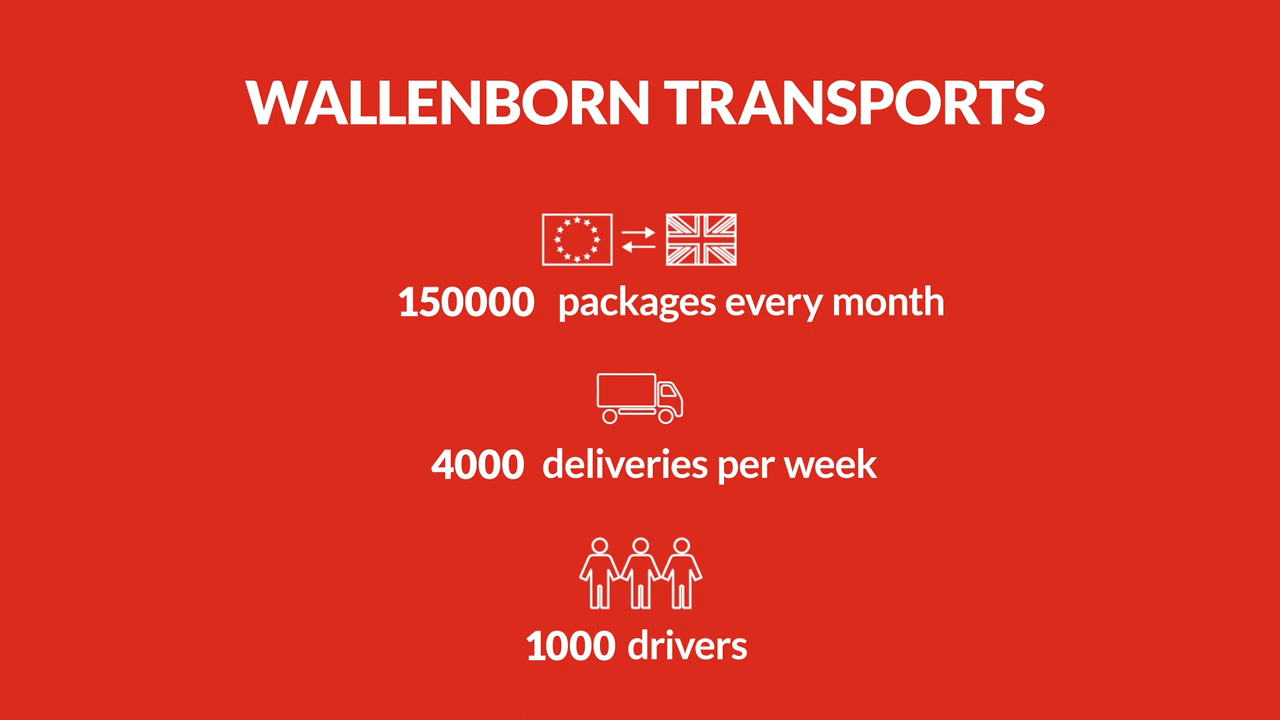 WALLENBORN TRANSPORTS
150000 packages every month
4000 deliveries per week
1000 drivers